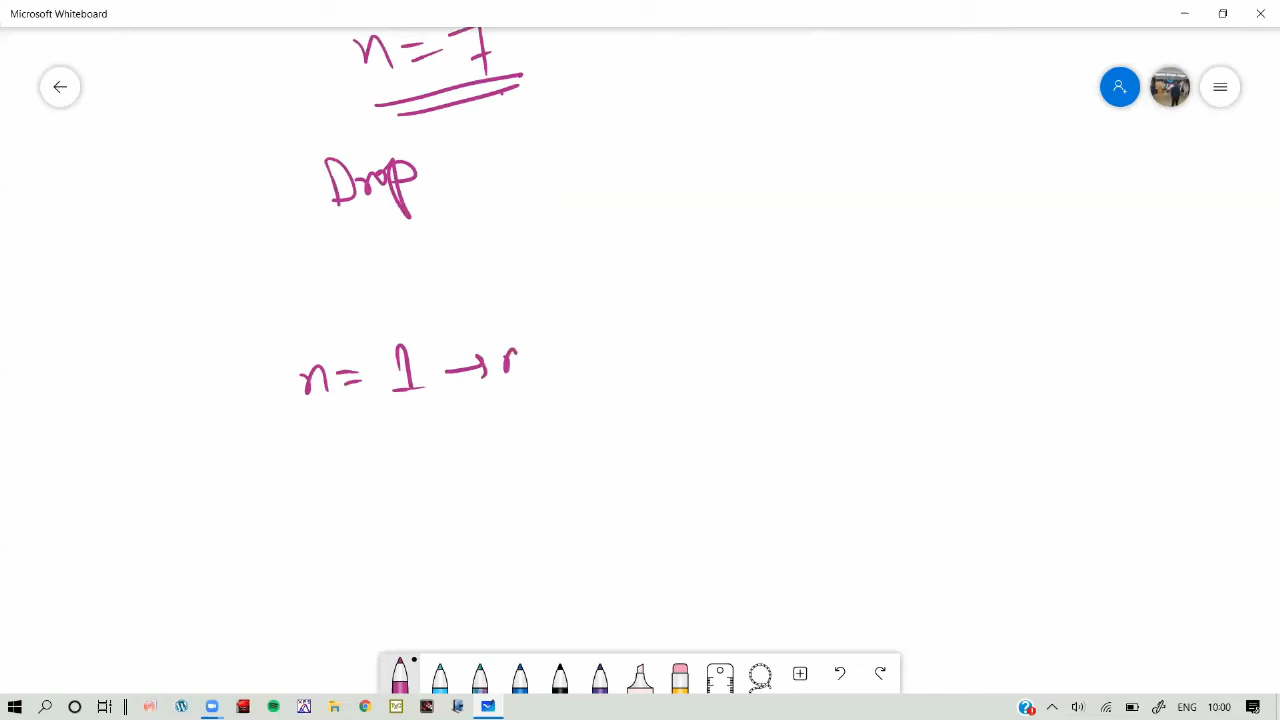 Microsoft Whiteboard
n = 7
Drop
n = 1 → r
ENG
10:00